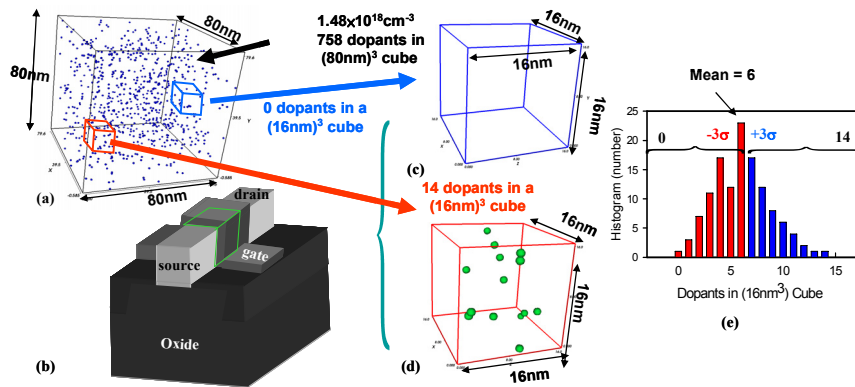 80nm
80nm
80nm
(a)
1.48x10¹⁸cm⁻³
758 dopants in
(80nm)³ cube
0 dopants in a
(16nm)³ cube
14 dopants in a
(16nm)³ cube
drain
source
gate
Oxide
(b)
16nm
16nm
16nm
(c)
16nm
16nm
16nm
(d)
Mean = 6
0
-3σ
+3σ
14
Histogram (number)
25
20
15
10
5
0
0
5
10
15
Dopants in (16nm³) Cube
(e)